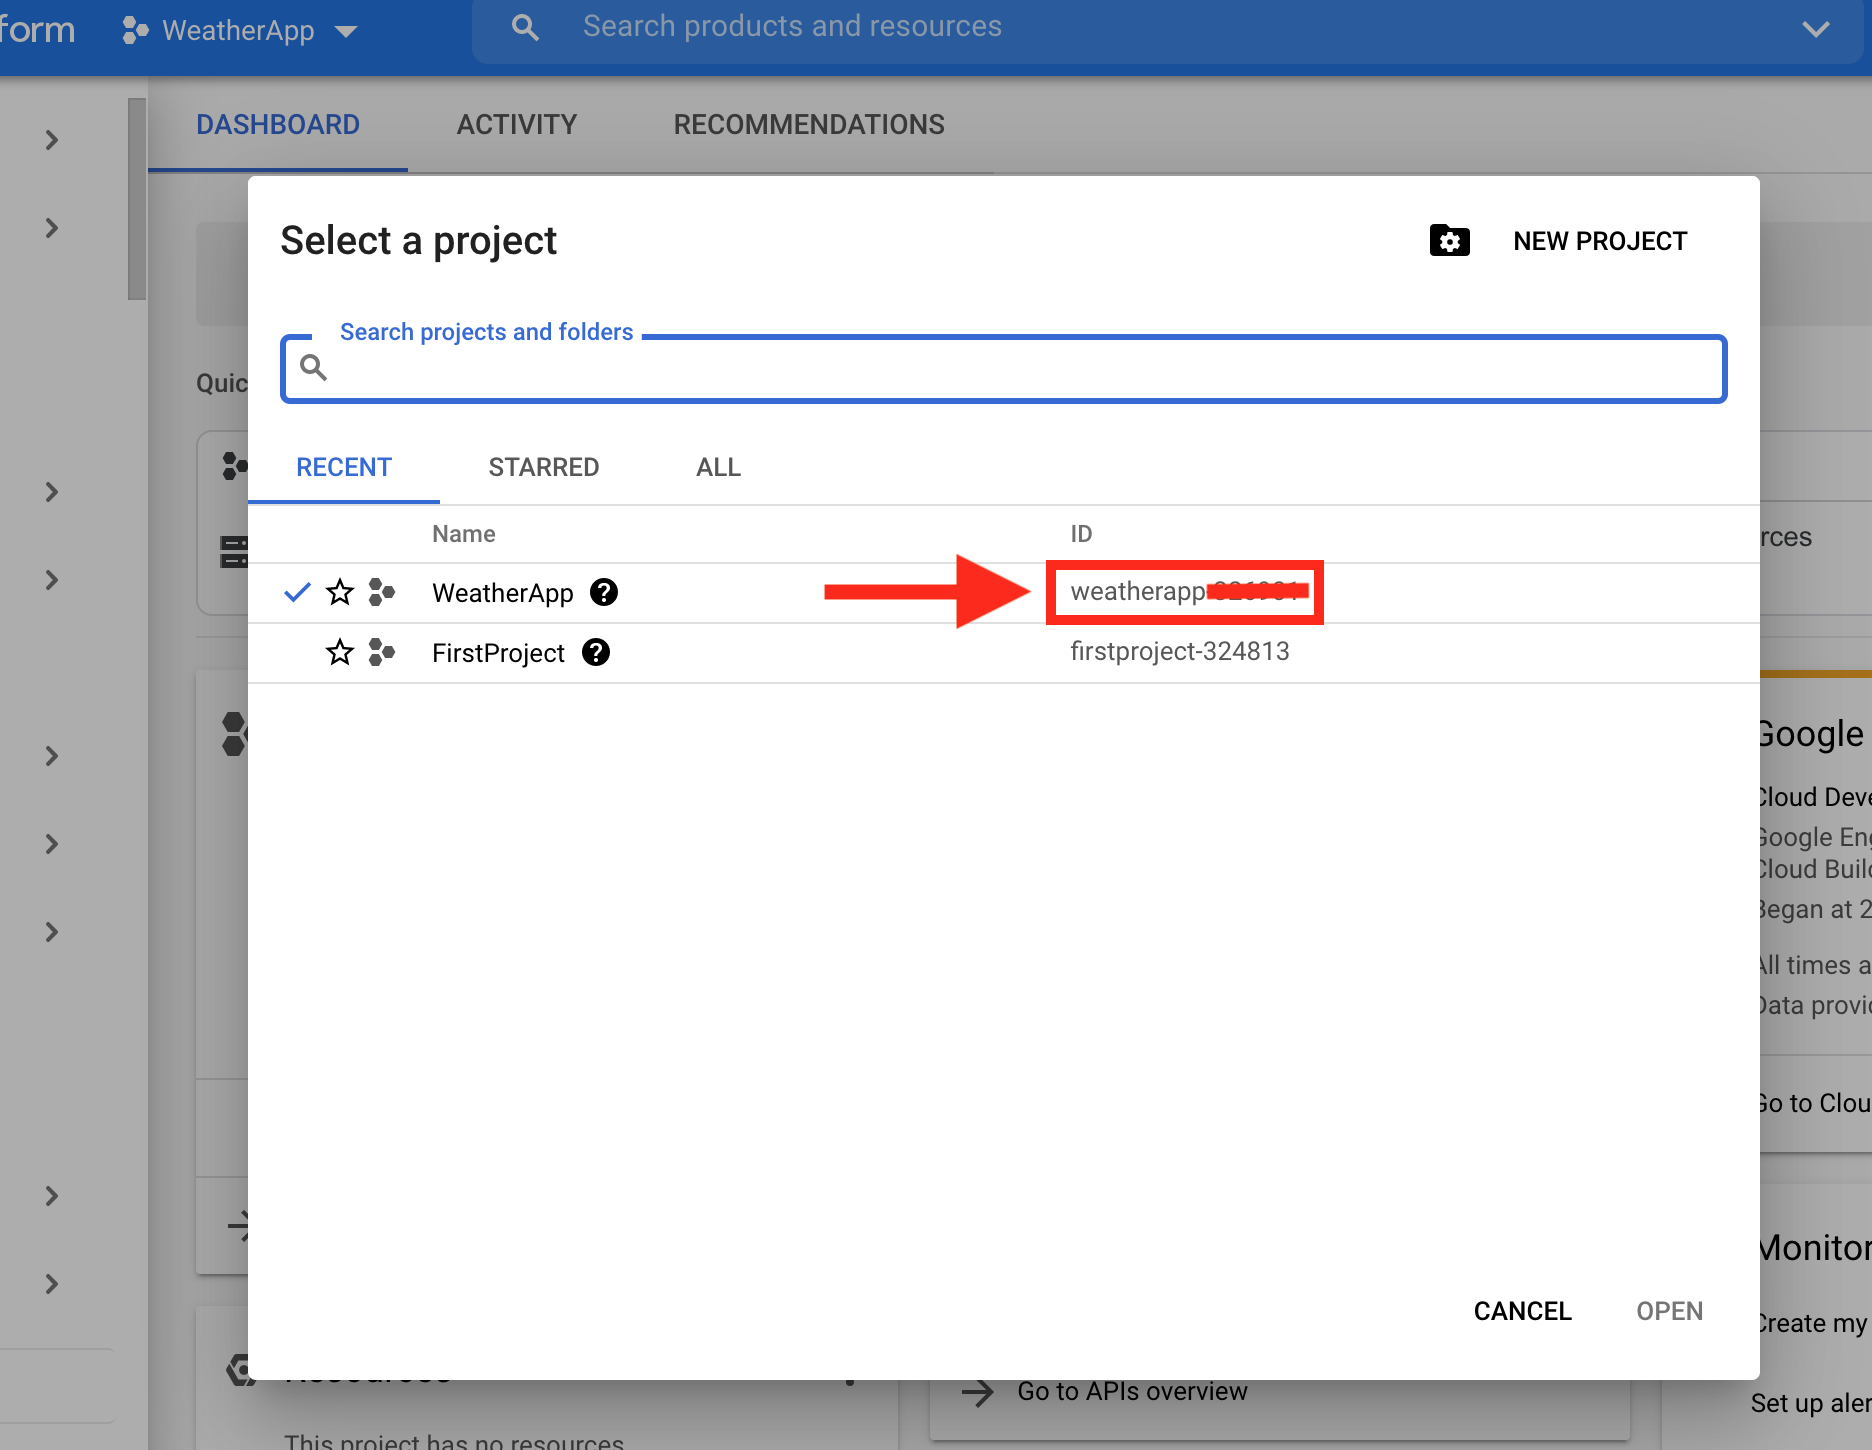 form WeatherApp Search products and resources
DASHBOARD ACTIVITY RECOMMENDATIONS
Select a project NEW PROJECT
Search projects and folders
Quic
RECENT STARRED ALL
Name ID
rces
WeatherApp weatherapp-
FirstProject firstproject-324813
Google
Cloud Deve
Google Eng
Cloud Build
Began at 2
All times a
Data provid
Go to Clou
Monitor
CANCEL OPEN
Create my
Resources
Go to APIs overview
Set up aler
This project has no resources